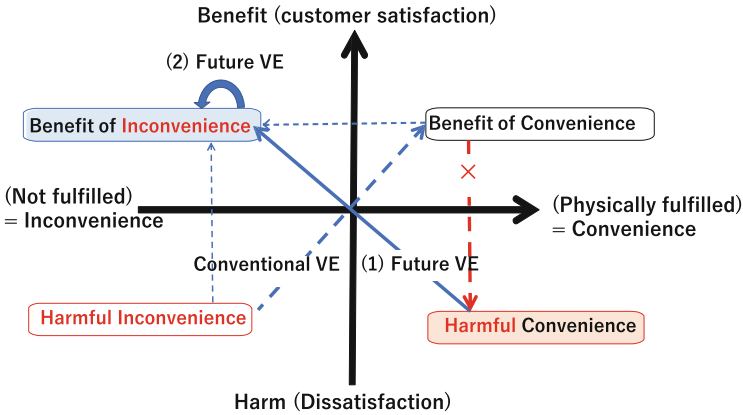 Benefit (customer satisfaction)
(2) Future VE
Benefit of Inconvenience
Benefit of Convenience
(Not fulfilled)
= Inconvenience
(Physically fulfilled)
= Convenience
Conventional VE
(1) Future VE
Harmful Inconvenience
Harmful Convenience
Harm (Dissatisfaction)